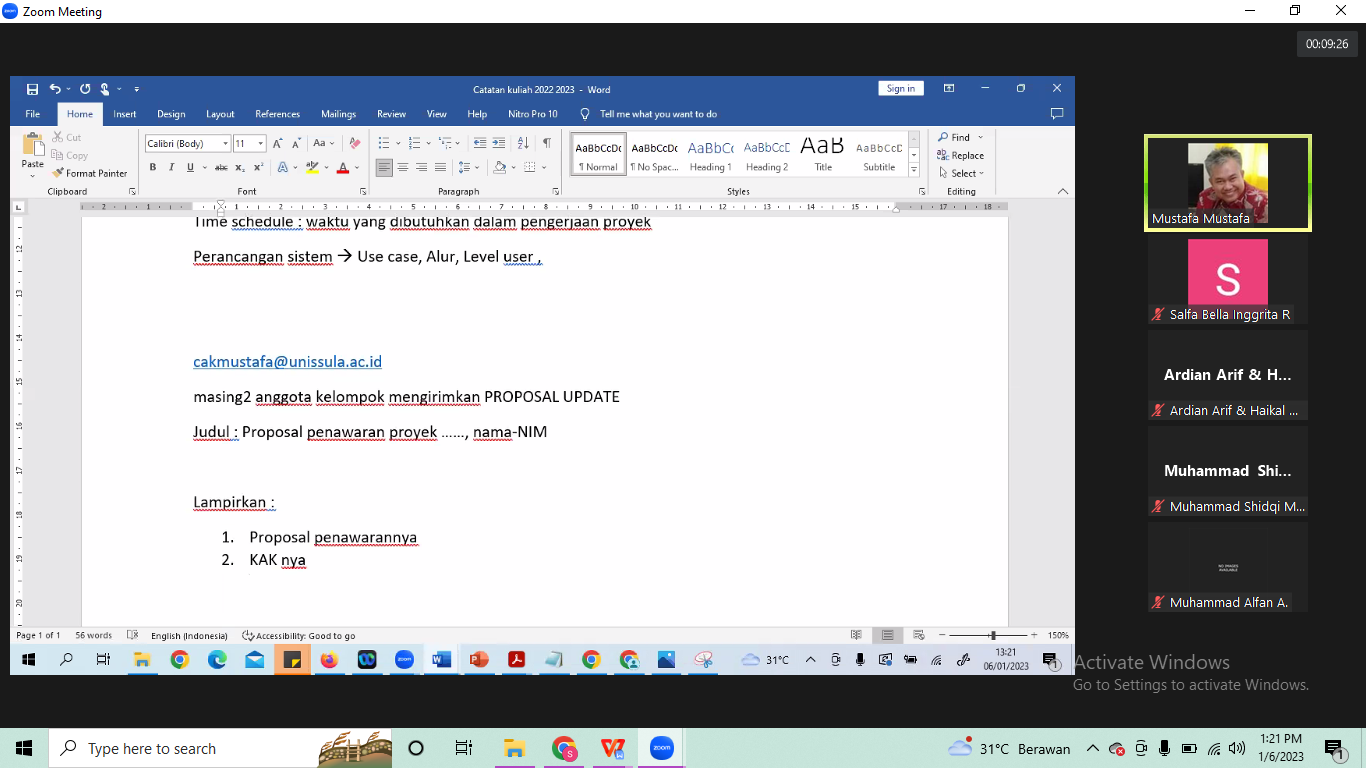 Zoom Meeting
00:09:26
Catatan kuliah 2022 2023 - Word
Sign in
File Home Insert Design Layout References Mailings Review View Help Nitro Pro 10 Tell me what you want to do
Paste
Cut
Copy
Format Painter
Clipboard
Calibri (Body) 11
Font
Paragraph
AaBbCcDc AaBbCcDc AaBbCc AaBbCcC AaB AaBbCcC
¶ Normal ¶ No Spac... Heading 1 Heading 2 Title Subtitle
Styles
Find
Replace
Select
Editing
Time schedule : waktu yang dibutuhkan dalam pengerjaan proyek
Perancangan sistem → Use case, Alur, Level user ,
cakmustafa@unissula.ac.id
masing2 anggota kelompok mengirimkan PROPOSAL UPDATE
Judul : Proposal penawaran proyek ……, nama-NIM
Lampirkan :
1. Proposal penawarannya
2. KAK nya
Page 1 of 1 56 words English (Indonesia) Accessibility: Good to go 150%
31°C 13:21
06/01/2023
Mustafa Mustafa
S
Salfa Bella Inggrita R
Ardian Arif & H...
Ardian Arif & Haikal ...
Muhammad Shi...
Muhammad Shidqi M...
NO IMAGES
AVAILABLE
Muhammad Alfan A.
Activate Windows
Go to Settings to activate Windows.
Type here to search
31°C Berawan
1:21 PM
1/6/2023